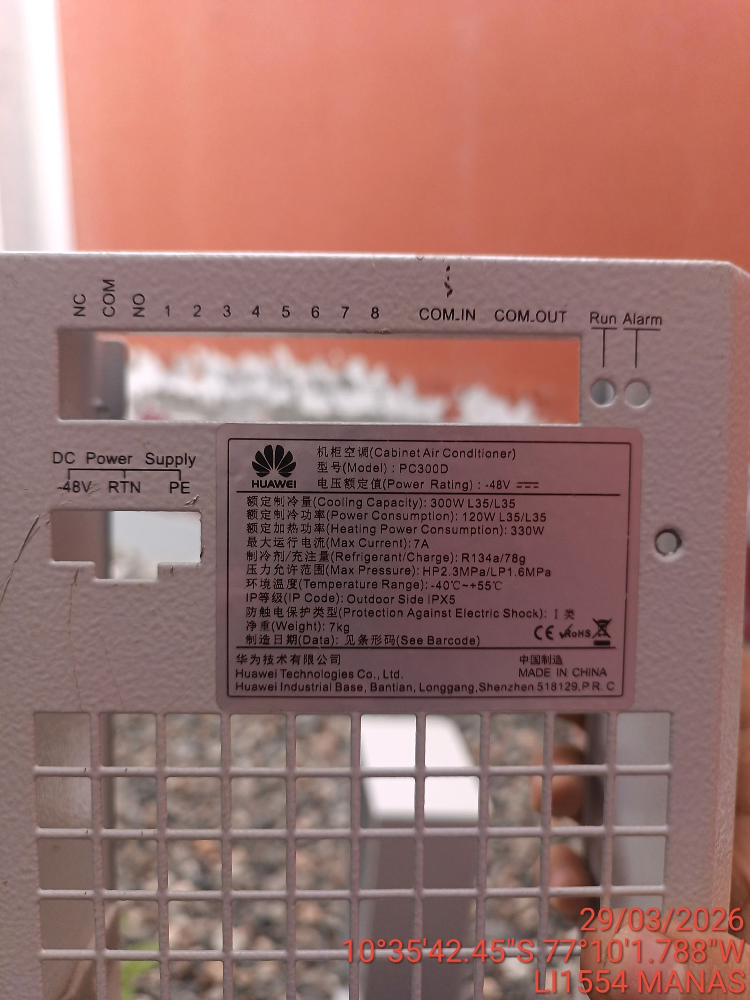 NC COM NO 1 2 3 4 5 6 7 8 COM_IN COM_OUT Run Alarm
DC Power Supply
-48V RTN PE
HUAWEI
机柜空调(Cabinet Air Conditioner)
型号(Model) : PC300D
电压额定值(Power Rating) : -48V
额定制冷量(Cooling Capacity): 300W L35/L35
额定制冷功率(Power Consumption): 120W L35/L35
额定加热功率(Heating Power Consumption): 330W
最大运行电流(Max Current): 7A
制冷剂/充注量(Refrigerant/Charge): R134a/78g
压力允许范围(Max Pressure): HP2.3MPa/LP1.6MPa
环境温度(Temperature Range): -40℃~+55℃
IP等级(IP Code): Outdoor Side IPX5
防触电保护类型(Protection Against Electric Shock): I 类
净重(Weight): 7kg
制造日期(Data): 见条形码(See Barcode)
CE RoHS
华为技术有限公司 中国制造
Huawei Technologies Co., Ltd. MADE IN CHINA
Huawei Industrial Base, Bantian, Longgang, Shenzhen 518129, P.R. C
29/03/2026
10°35'42.45"S 77°10'1.788"W
LI1554 MANAS